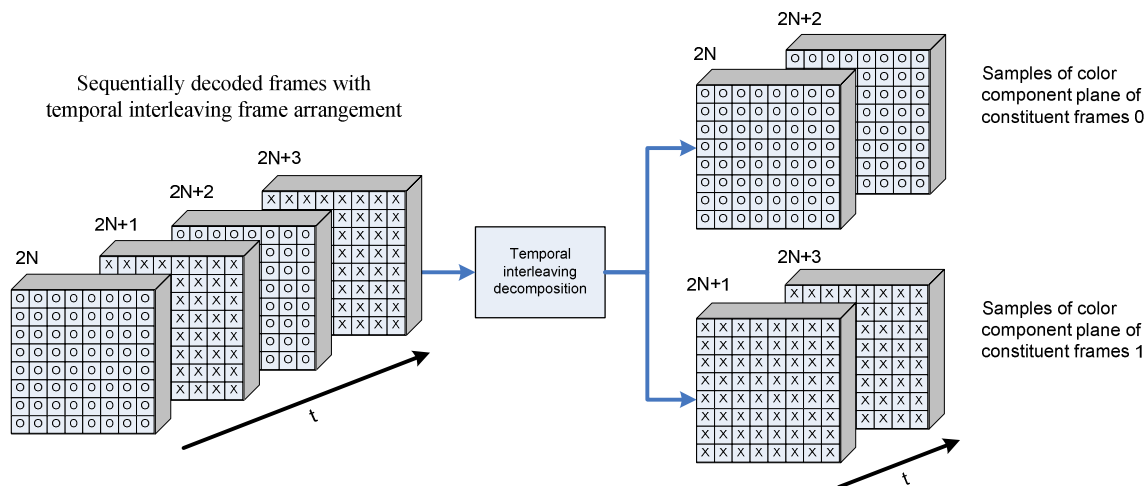 Sequentially decoded frames with
temporal interleaving frame arrangement
2N
2N+1
2N+2
2N+3
O O O O O O O O
O O O O O O O O
O O O O O O O O
O O O O O O O O
O O O O O O O O
O O O O O O O O
O O O O O O O O
O O O O O O O O
X X X X X X X X
X X X X
X X X X
X X X X
X X X X
X X X X
X X X X
X X X X
O O O O O O O O
O O O
O O O
O O O
O O O
O O O
O O O
O O O
X X X X X X X X
X X X X
X X X X
X X X X
X X X X
X X X X
X X X X
X X X X
t
Temporal
interleaving
decomposition
2N
2N+2
O O O O O O O O
O O O O O O O O
O O O O O O O O
O O O O O O O O
O O O O O O O O
O O O O O O O O
O O O O O O O O
O O O O O O O O
O O O O O O O O
O O O O
O O O O
O O O O
O O O O
O O O O
O O O O
O O O O
Samples of color
component plane of
constituent frames 0
2N+1
2N+3
X X X X X X X X
X X X X X X X X
X X X X X X X X
X X X X X X X X
X X X X X X X X
X X X X X X X X
X X X X X X X X
X X X X X X X X
X X X X X X X X
X X X X
X X X X
X X X X
X X X X
X X X X
X X X X
X X X X
Samples of color
component plane of
constituent frames 1
t